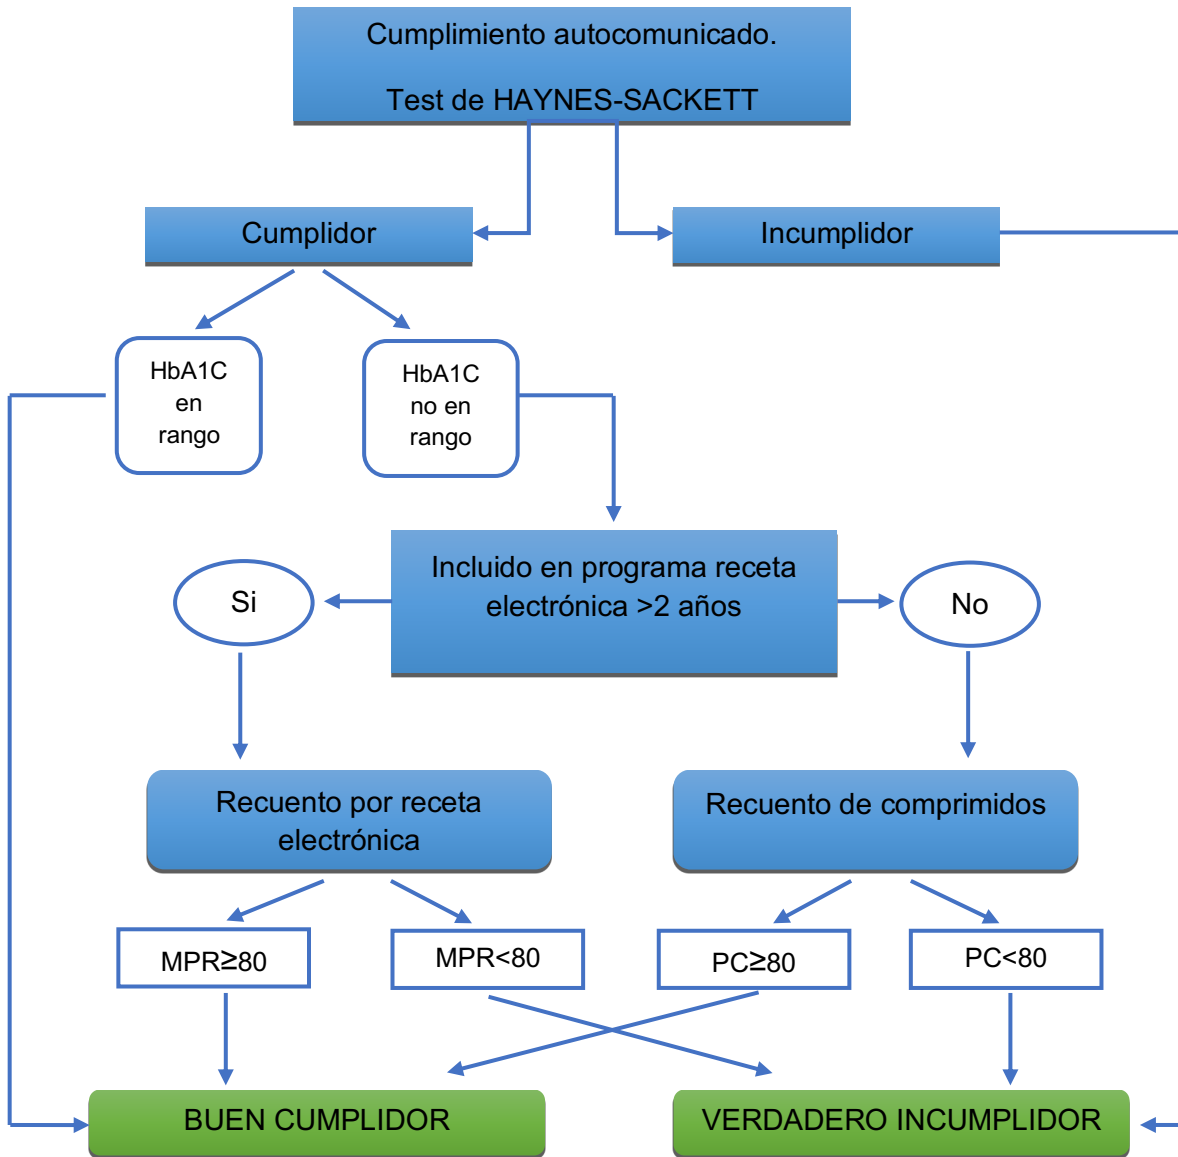 Cumplimiento autocomunicado.
Test de HAYNES-SACKETT
Cumplidor
Incumplidor
HbA1C
en
rango
HbA1C
no en
rango
Incluido en programa receta
electrónica >2 años
Si
No
Recuento por receta
electrónica
Recuento de comprimidos
MPR≥80
MPR<80
PC≥80
PC<80
BUEN CUMPLIDOR
VERDADERO INCUMPLIDOR